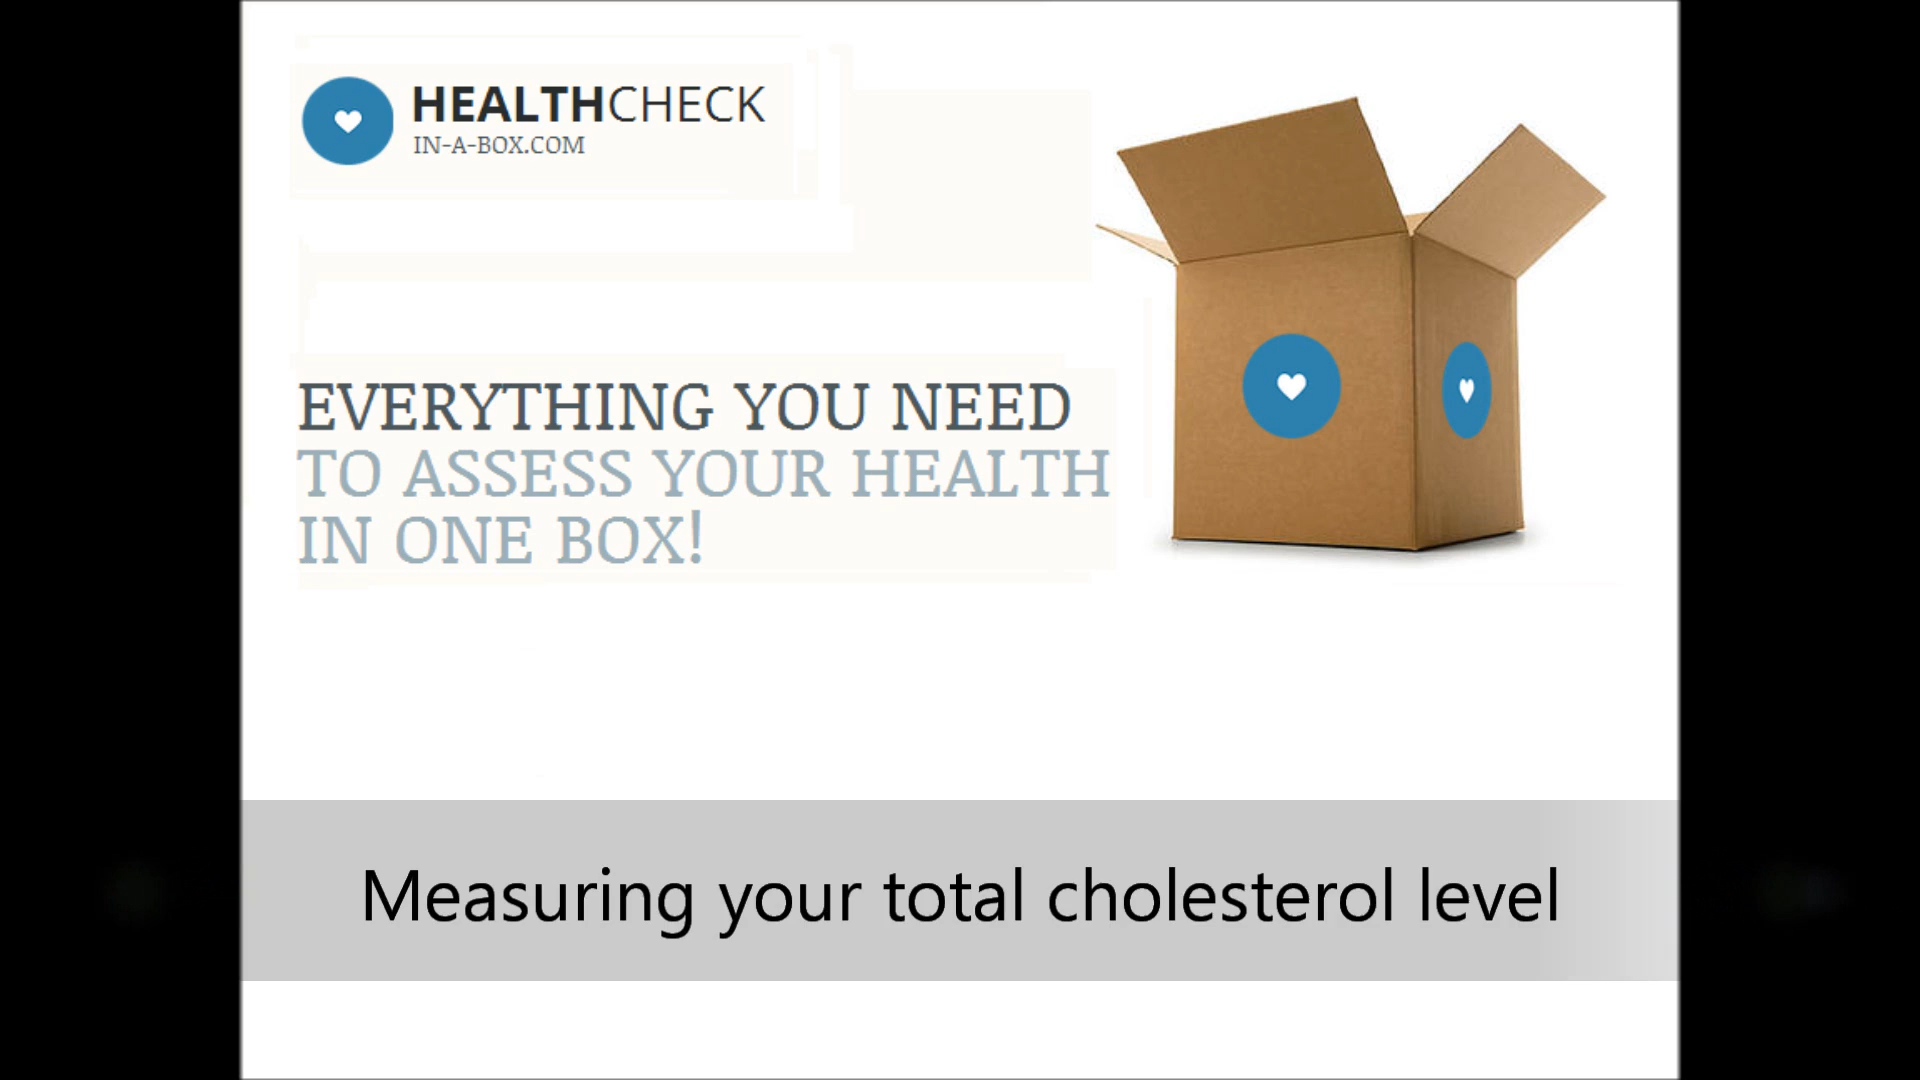 HEALTHCHECK
IN-A-BOX.COM
EVERYTHING YOU NEED
TO ASSESS YOUR HEALTH
IN ONE BOX!
Measuring your total cholesterol level